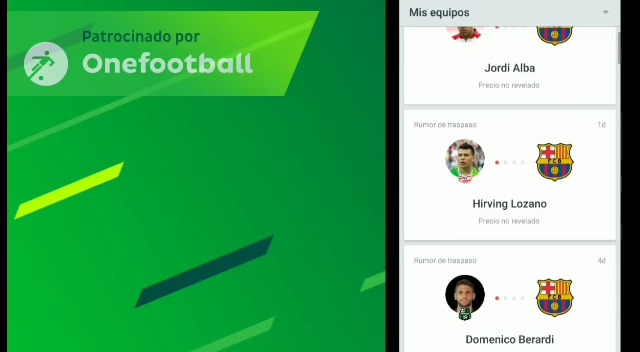 Patrocinado por
Onefootball
Mis equipos
Jordi Alba
Precio no revelado
Rumor de traspaso
1d
Hirving Lozano
Precio no revelado
Rumor de traspaso
4d
Domenico Berardi